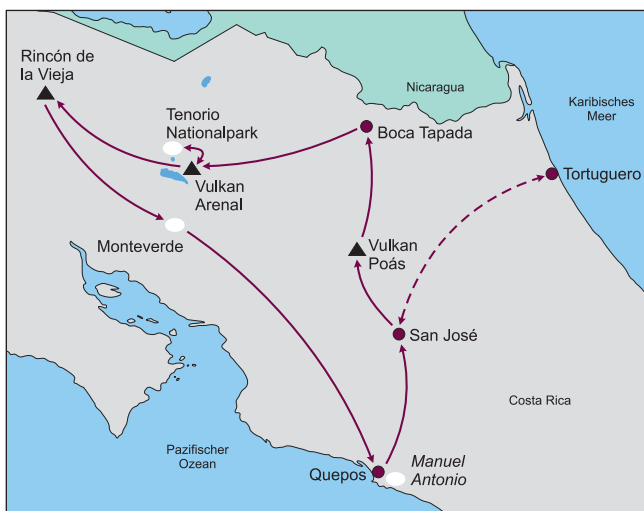 Rincón de
la Vieja
Nicaragua
Karibisches
Meer
Tenorio
Nationalpark
Boca Tapada
Tortuguero
Vulkan
Arenal
Monteverde
Vulkan
Poás
San José
Costa Rica
Pazifischer
Ozean
Quepos
Manuel
Antonio